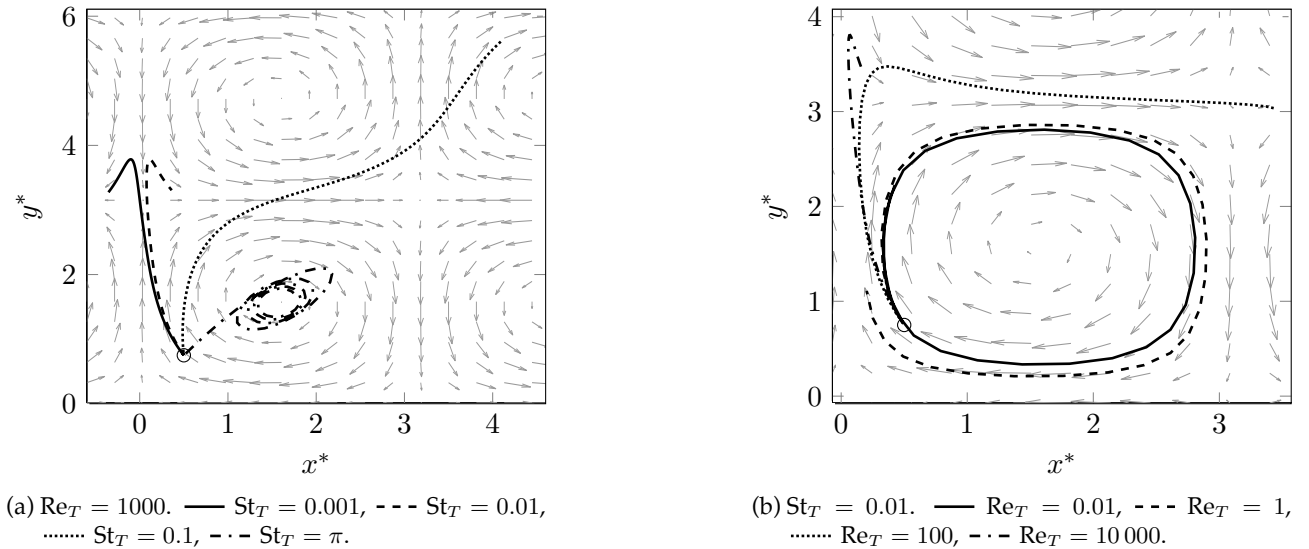 6
4
2
0
y*
0 1 2 3 4
x*
4
3
2
1
0
y*
0 1 2 3
x*
(a) Re_T = 1000. St_T = 0.001, St_T = 0.01,
St_T = 0.1, St_T = π.
(b) St_T = 0.01. Re_T = 0.01, Re_T = 1,
Re_T = 100, Re_T = 10 000.